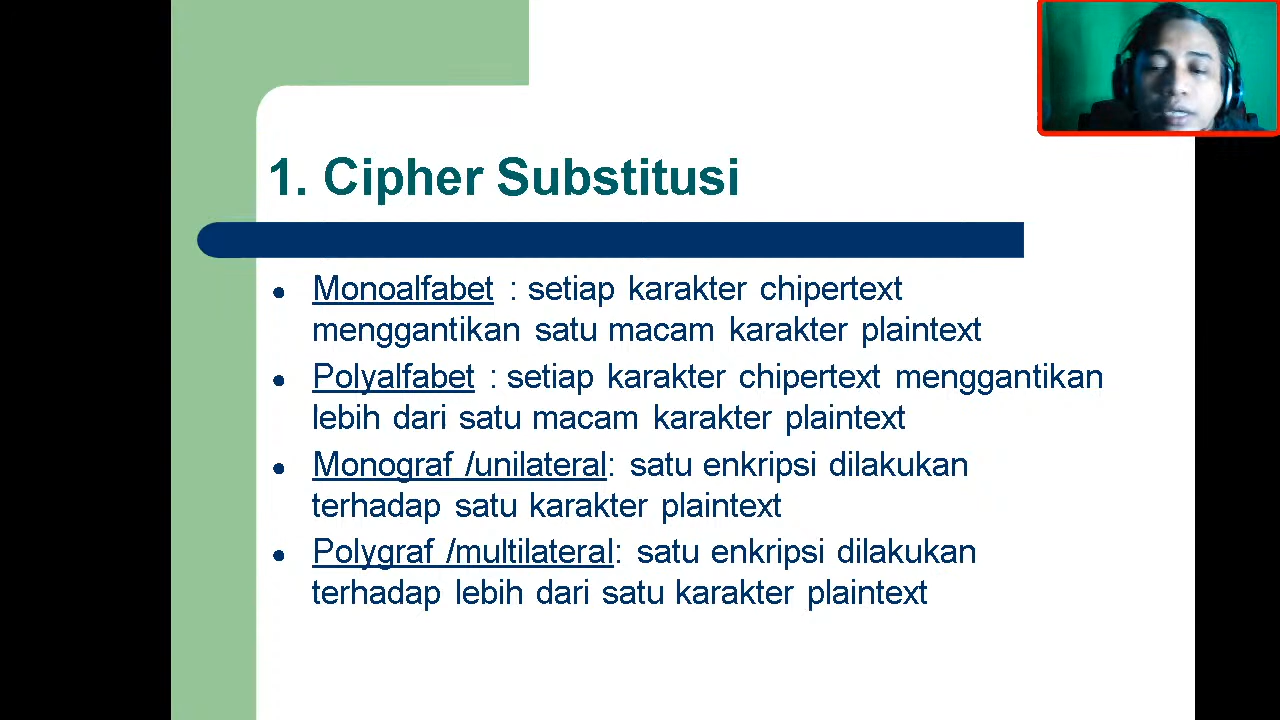 1. Cipher Substitusi
Monoalfabet : setiap karakter chipertext
menggantikan satu macam karakter plaintext
Polyalfabet : setiap karakter chipertext menggantikan
lebih dari satu macam karakter plaintext
Monograf /unilateral: satu enkripsi dilakukan
terhadap satu karakter plaintext
Polygraf /multilateral: satu enkripsi dilakukan
terhadap lebih dari satu karakter plaintext